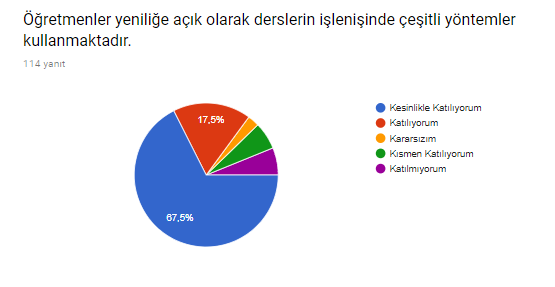 Öğretmenler yeniliğe açık olarak derslerin işlenişinde çeşitli yöntemler
kullanmaktadır.
114 yanıt
17,5%
67,5%
Kesinlikle Katılıyorum
Katılıyorum
Kararsızım
Kısmen Katılıyorum
Katılmıyorum